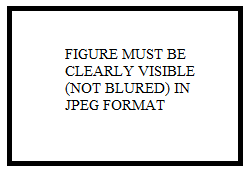 FIGURE MUST BE
CLEARLY VISIBLE
(NOT BLURED) IN
JPEG FORMAT